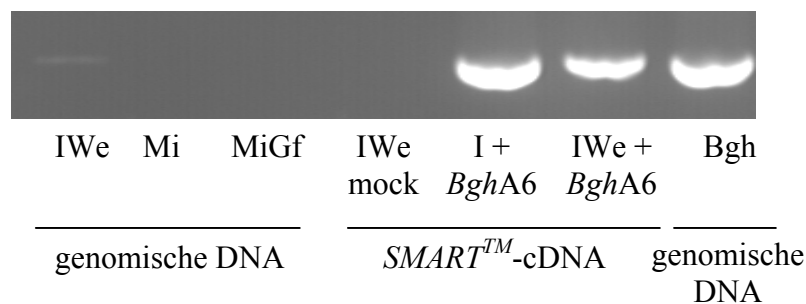 IWe Mi MiGf IWe I + IWe + Bgh
mock BghA6 BghA6
genomische DNA SMART™-cDNA genomische
DNA